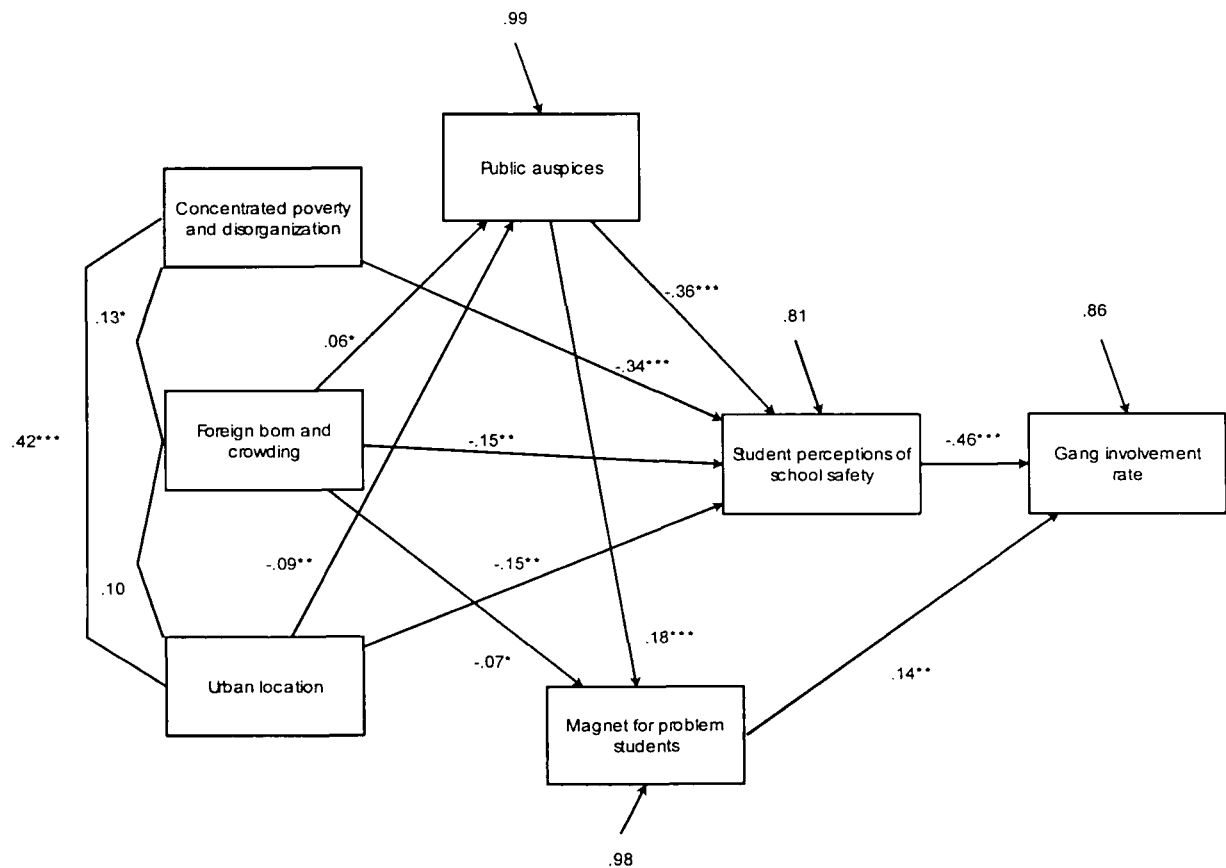 .99
Public auspices
Concentrated poverty
and disorganization
-.36***
.13*
.81
.86
.06*
-.34***
Foreign born and
crowding
.42***
-.15**
Student perceptions of
school safety
-.46***
Gang involvement
rate
-.09**
-.15**
.10
.18***
-.07*
.14**
Urban location
Magnet for problem
students
.98